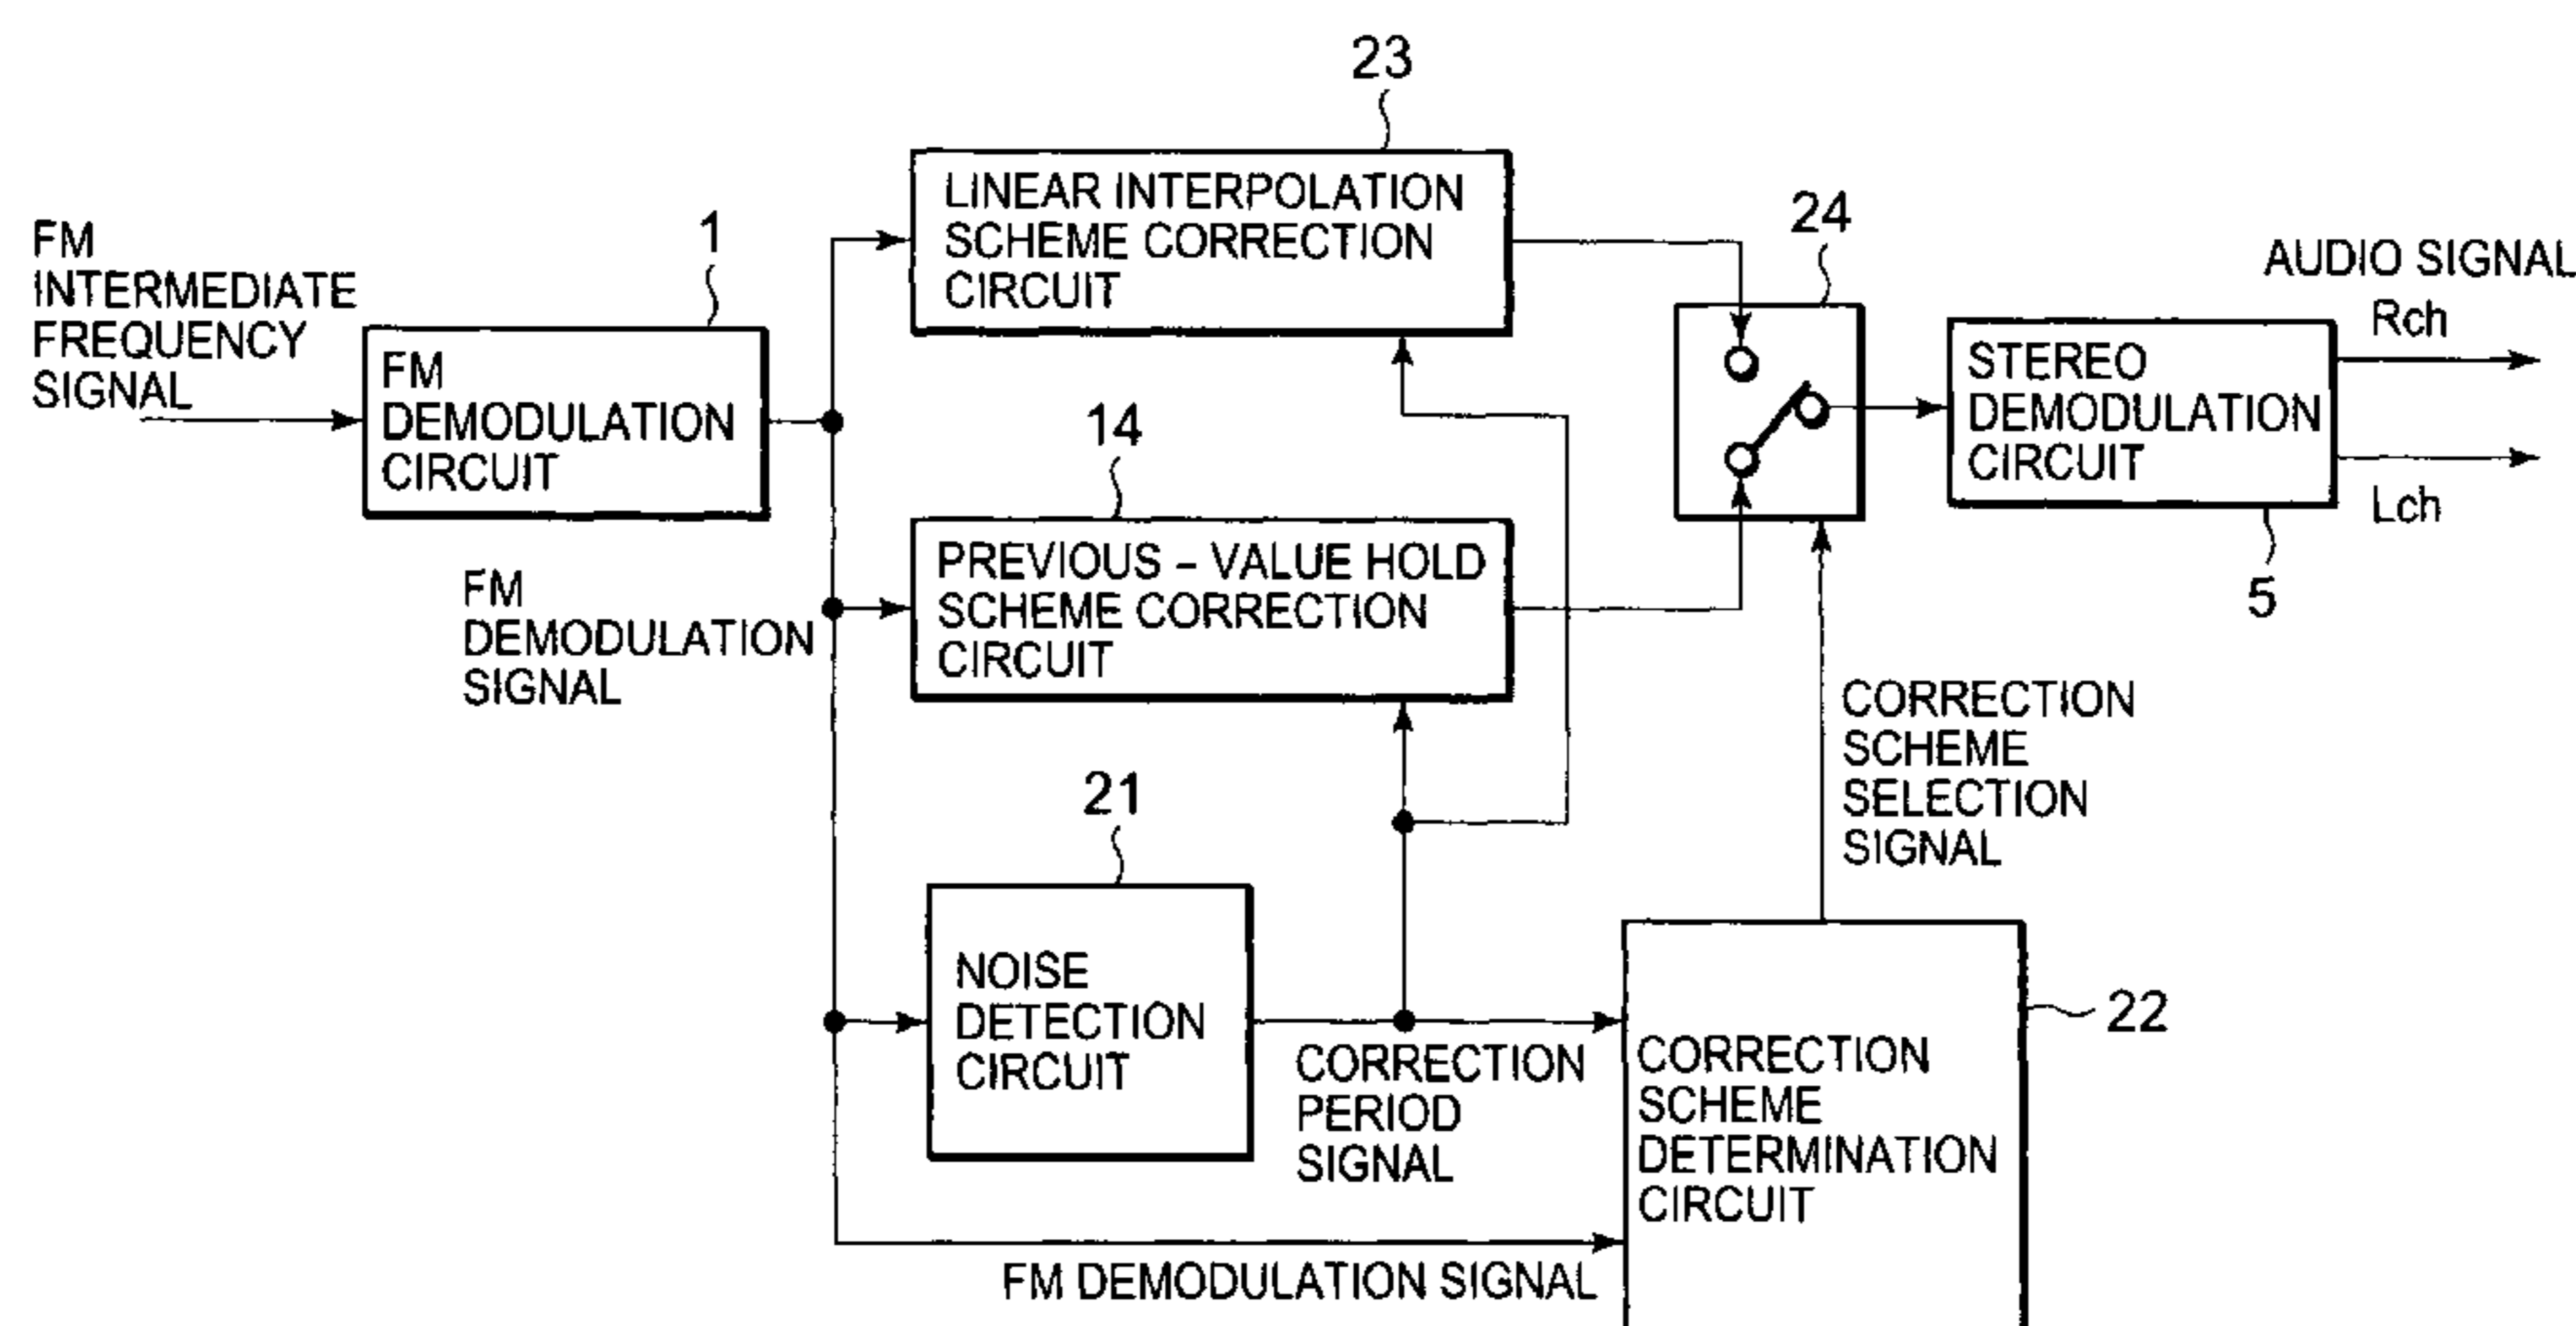 23
LINEAR INTERPOLATION
SCHEME CORRECTION
CIRCUIT
24
AUDIO SIGNAL
Rch
FM
INTERMEDIATE
FREQUENCY
SIGNAL
1
FM
DEMODULATION
CIRCUIT
STEREO
DEMODULATION
CIRCUIT
Lch
5
14
PREVIOUS – VALUE HOLD
SCHEME CORRECTION
CIRCUIT
FM
DEMODULATION
SIGNAL
CORRECTION
SCHEME
SELECTION
SIGNAL
21
NOISE
DETECTION
CIRCUIT
CORRECTION
PERIOD
SIGNAL
22
CORRECTION
SCHEME
DETERMINATION
CIRCUIT
FM DEMODULATION SIGNAL